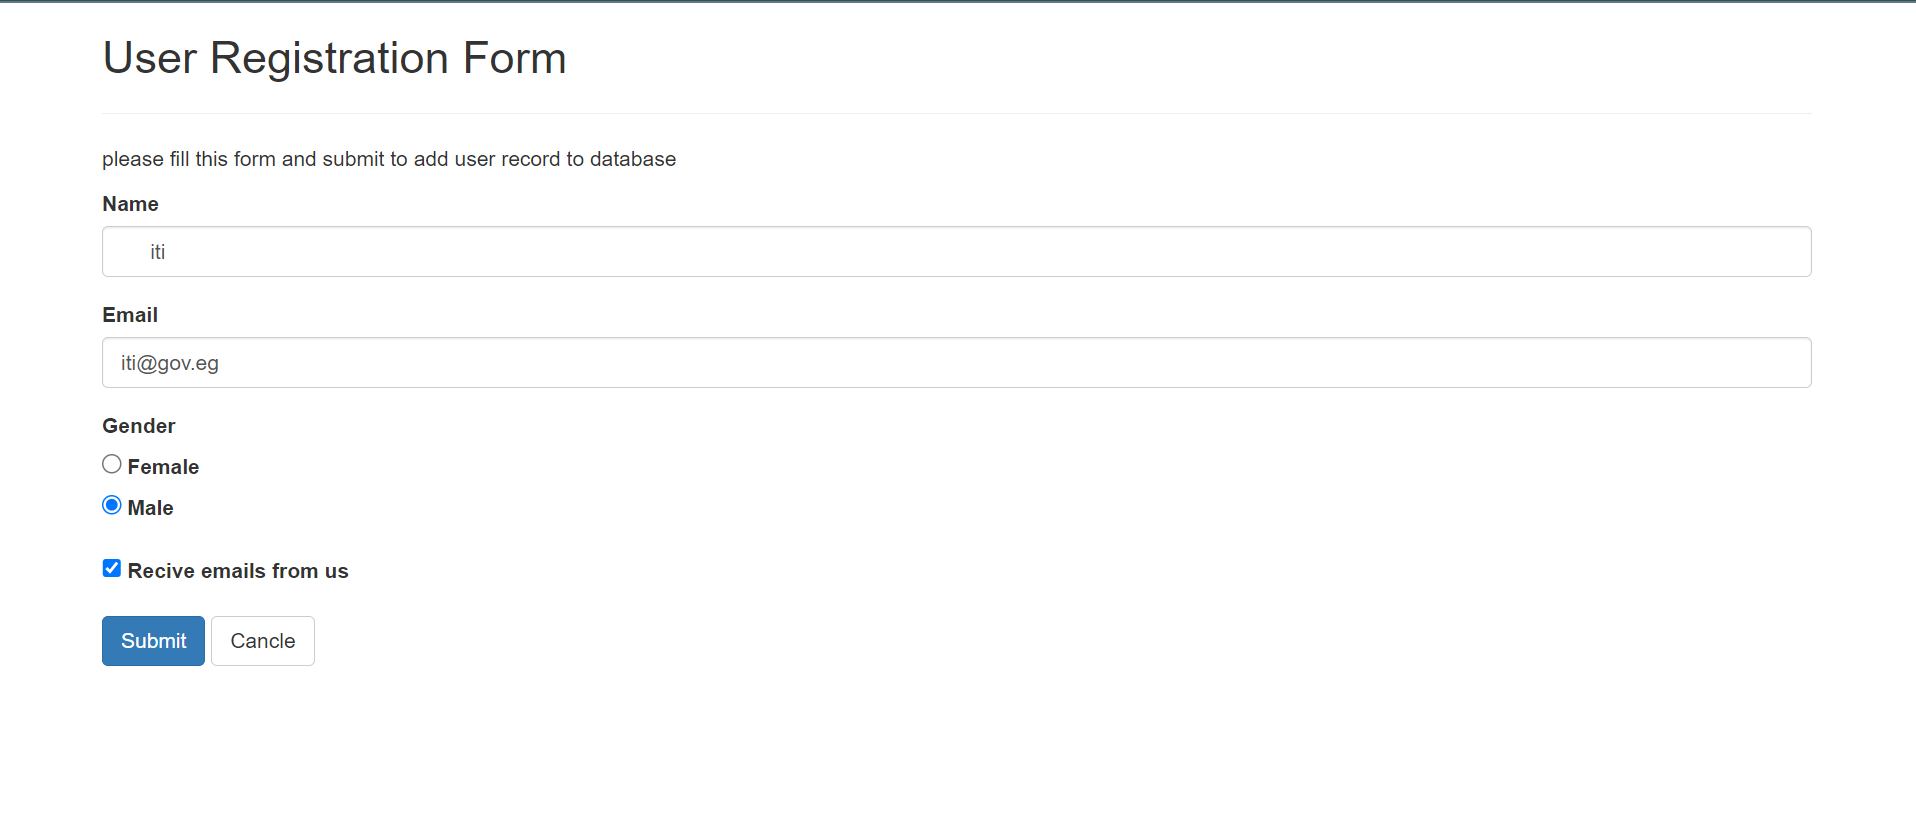 User Registration Form
please fill this form and submit to add user record to database
Name
iti
Email
iti@gov.eg
Gender
Female
Male
Recive emails from us
Submit Cancle